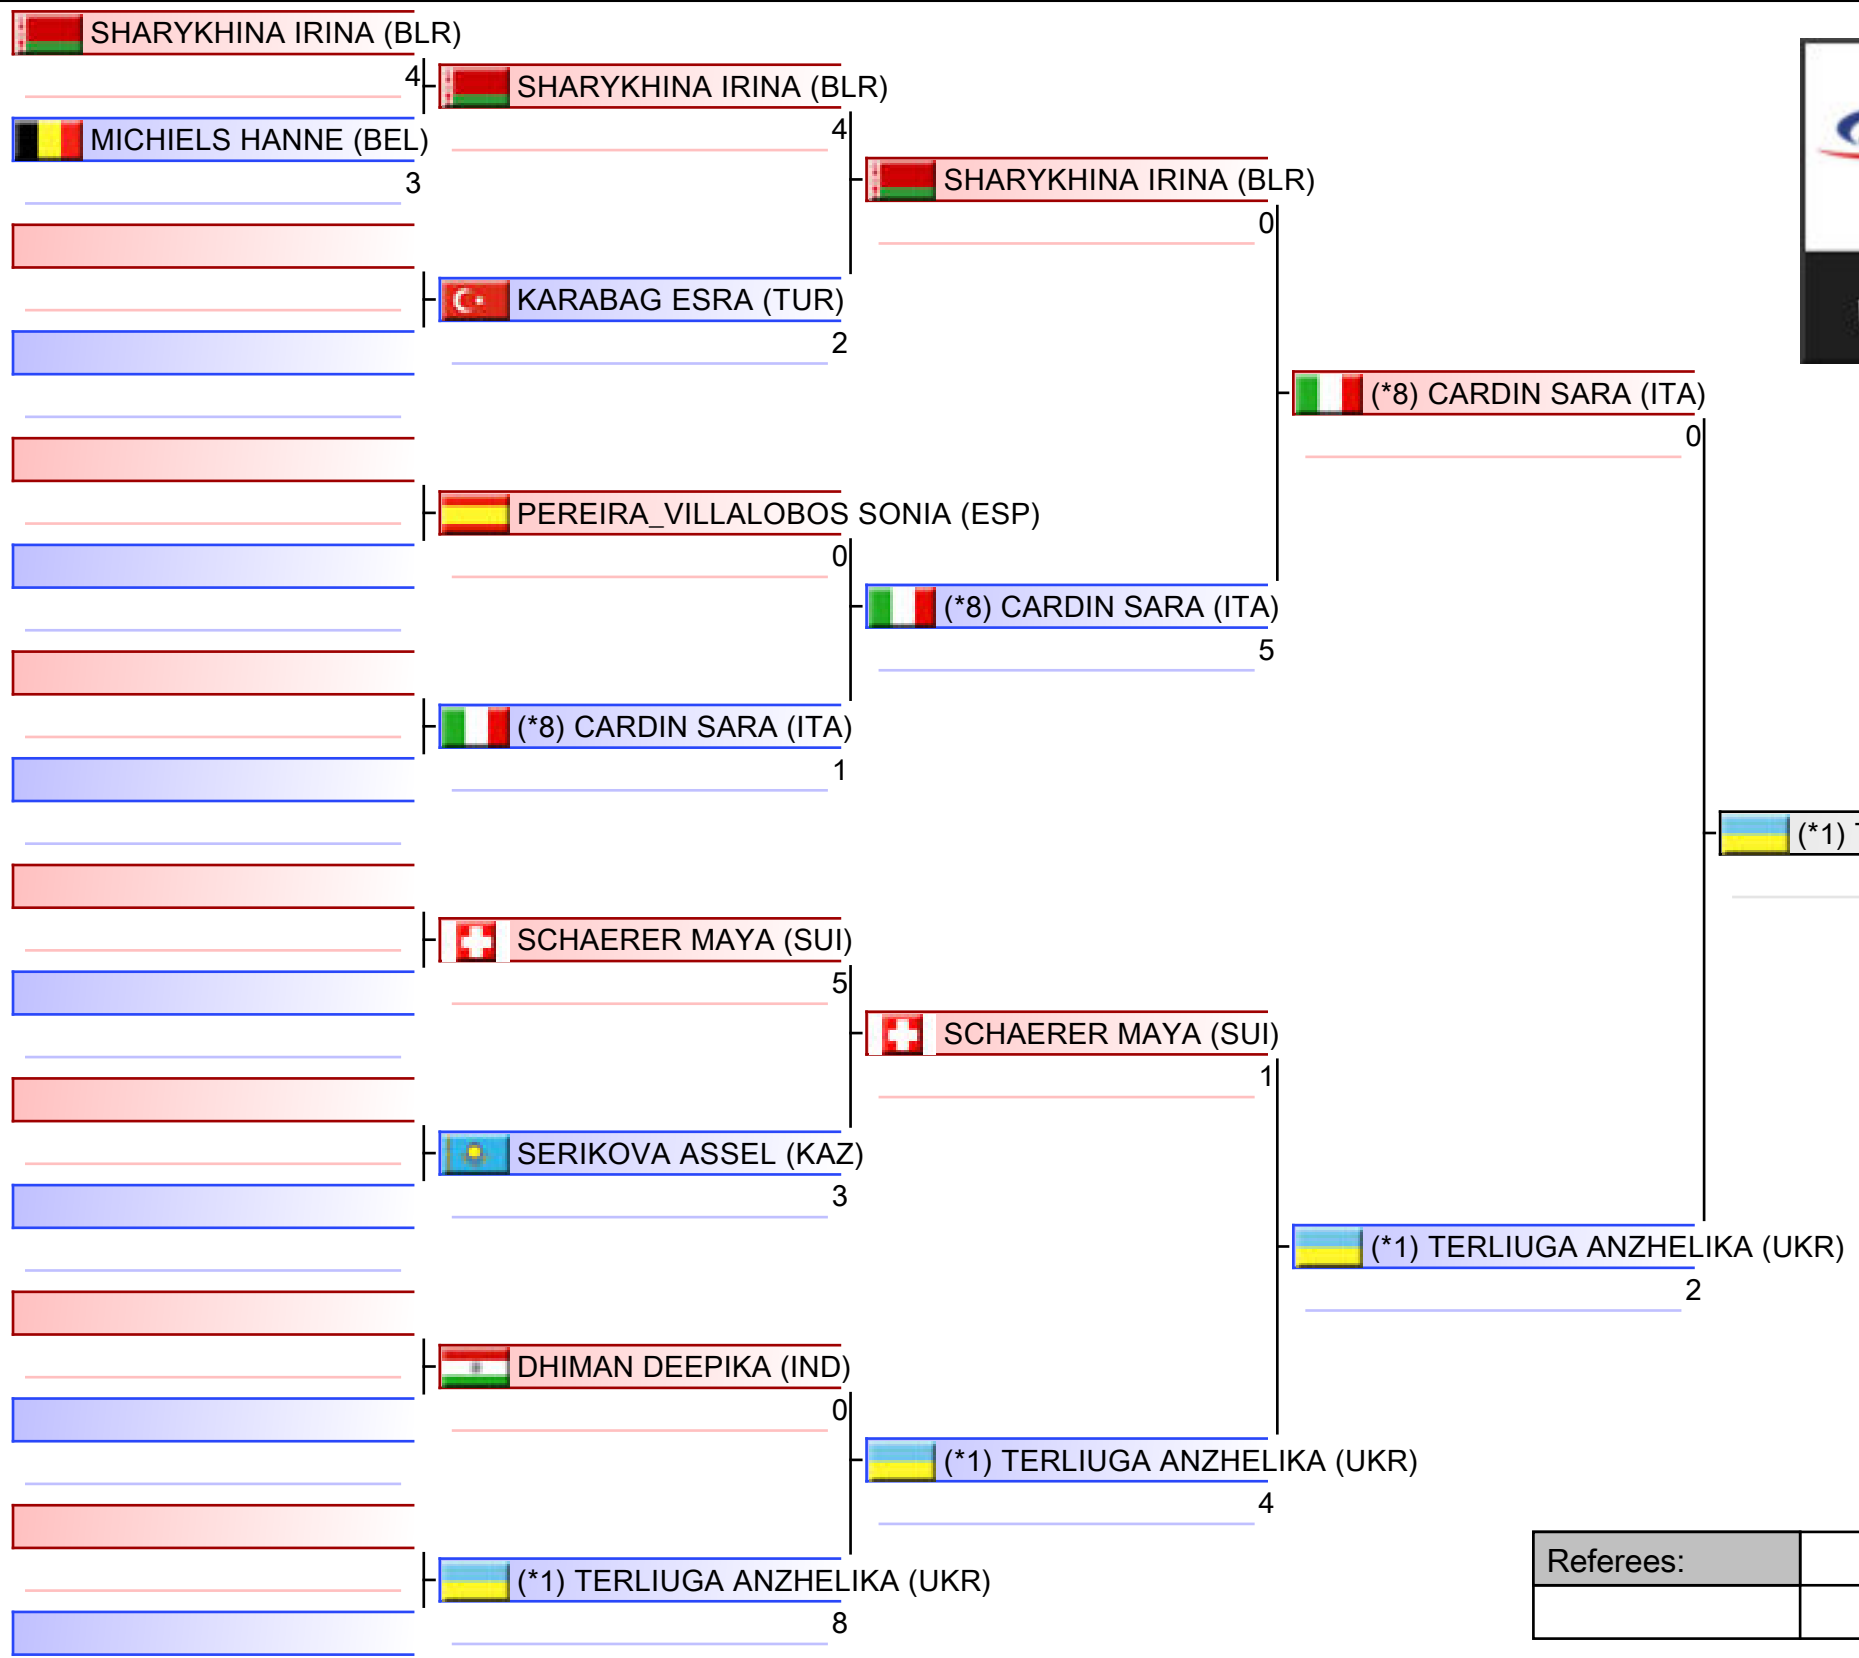 SHARYKHINA IRINA (BLR)
4
MICHIELS HANNE (BEL)
3
SHARYKHINA IRINA (BLR)
4
KARABAG ESRA (TUR)
2
PEREIRA_VILLALOBOS SONIA (ESP)
0
(*8) CARDIN SARA (ITA)
1
SCHAERER MAYA (SUI)
5
SERIKOVA ASSEL (KAZ)
3
DHIMAN DEEPIKA (IND)
0
(*1) TERLIUGA ANZHELIKA (UKR)
8
SHARYKHINA IRINA (BLR)
0
(*8) CARDIN SARA (ITA)
5
SCHAERER MAYA (SUI)
1
(*1) TERLIUGA ANZHELIKA (UKR)
4
(*8) CARDIN SARA (ITA)
0
(*1) TERLIUGA ANZHELIKA (UKR)
2
(*1)
Referees: